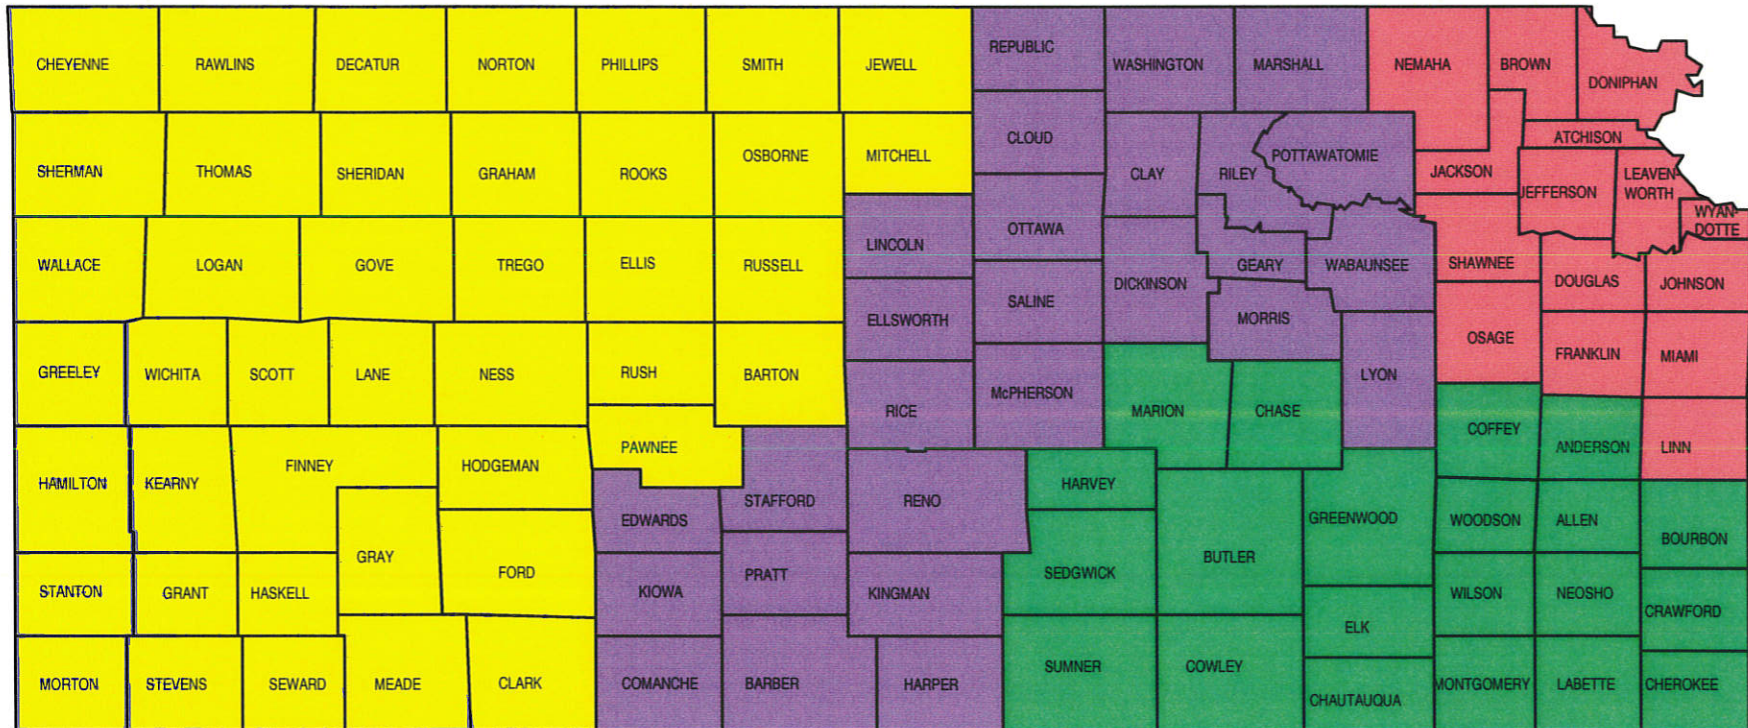 CHEYENNE
RAWLINS
DECATUR
NORTON
PHILLIPS
SMITH
JEWELL
REPUBLIC
WASHINGTON
MARSHALL
NEMAHA
BROWN
DONIPHAN
SHERMAN
THOMAS
SHERIDAN
GRAHAM
ROOKS
OSBORNE
MITCHELL
CLOUD
CLAY
RILEY
POTTAWATOMIE
JACKSON
ATCHISON
JEFFERSON
LEAVEN-
WORTH
WYAN-
DOTTE
WALLACE
LOGAN
GOVE
TREGO
ELLIS
RUSSELL
LINCOLN
OTTAWA
SALINE
DICKINSON
GEARY
WABAUNSEE
SHAWNEE
DOUGLAS
JOHNSON
ELLSWORTH
MORRIS
OSAGE
FRANKLIN
MIAMI
GREELEY
WICHITA
SCOTT
LANE
NESS
RUSH
BARTON
RICE
McPHERSON
MARION
CHASE
LYON
COFFEY
ANDERSON
LINN
HAMILTON
KEARNY
FINNEY
HODGEMAN
PAWNEE
STAFFORD
RENO
HARVEY
EDWARDS
GREENWOOD
WOODSON
ALLEN
BOURBON
GRAY
FORD
PRATT
SEDGWICK
BUTLER
STANTON
GRANT
HASKELL
KIOWA
KINGMAN
WILSON
NEOSHO
CRAWFORD
ELK
MORTON
STEVENS
SEWARD
MEADE
CLARK
COMANCHE
BARBER
HARPER
SUMNER
COWLEY
CHAUTAUQUA
MONTGOMERY
LABETTE
CHEROKEE